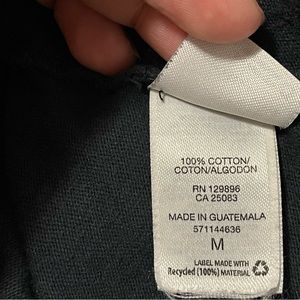 100% COTTON/
COTON/ALGODON
RN 129896
CA 25083
MADE IN GUATEMALA
571144636
M
LABEL MADE WITH
Recycled (100%) MATERIAL